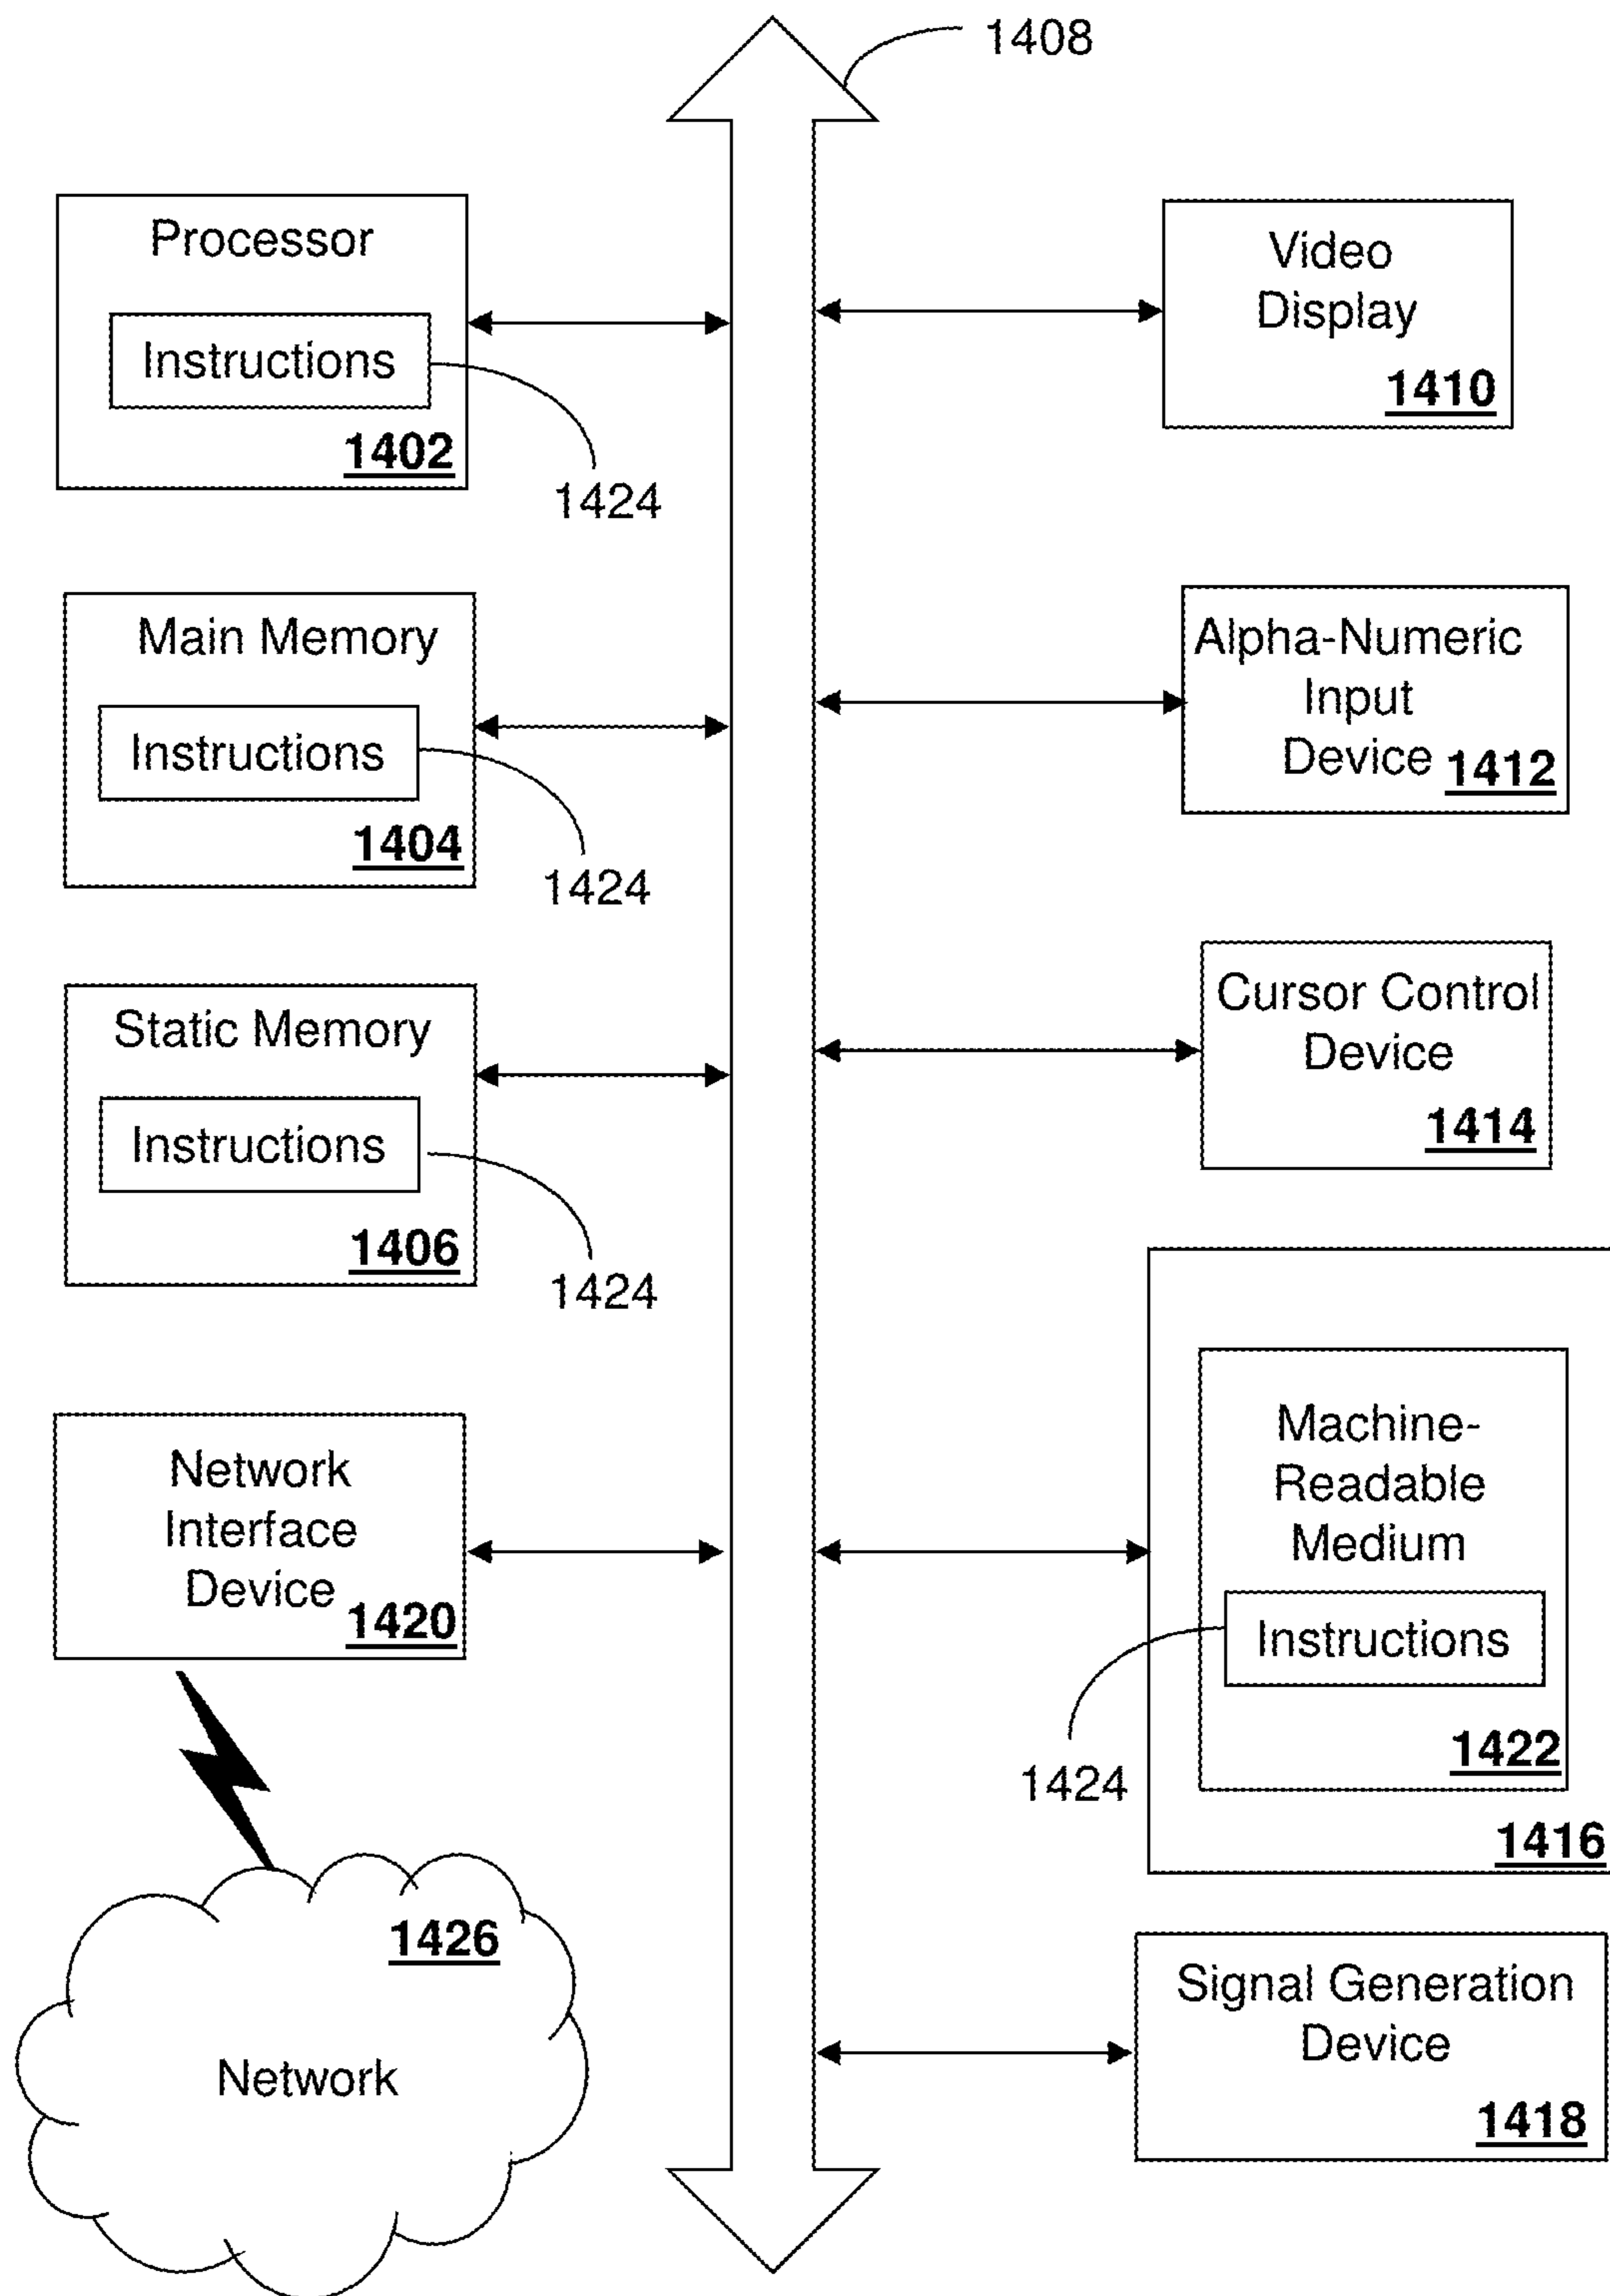 1408
Processor
Instructions
1402
1424
Main Memory
Instructions
1404
1424
Static Memory
Instructions
1406
1424
Network
Interface
Device
1420
1426
Network
Video
Display
1410
Alpha-Numeric
Input
Device
1412
Cursor Control
Device
1414
Machine-
Readable
Medium
Instructions
1422
1424
1416
Signal Generation
Device
1418